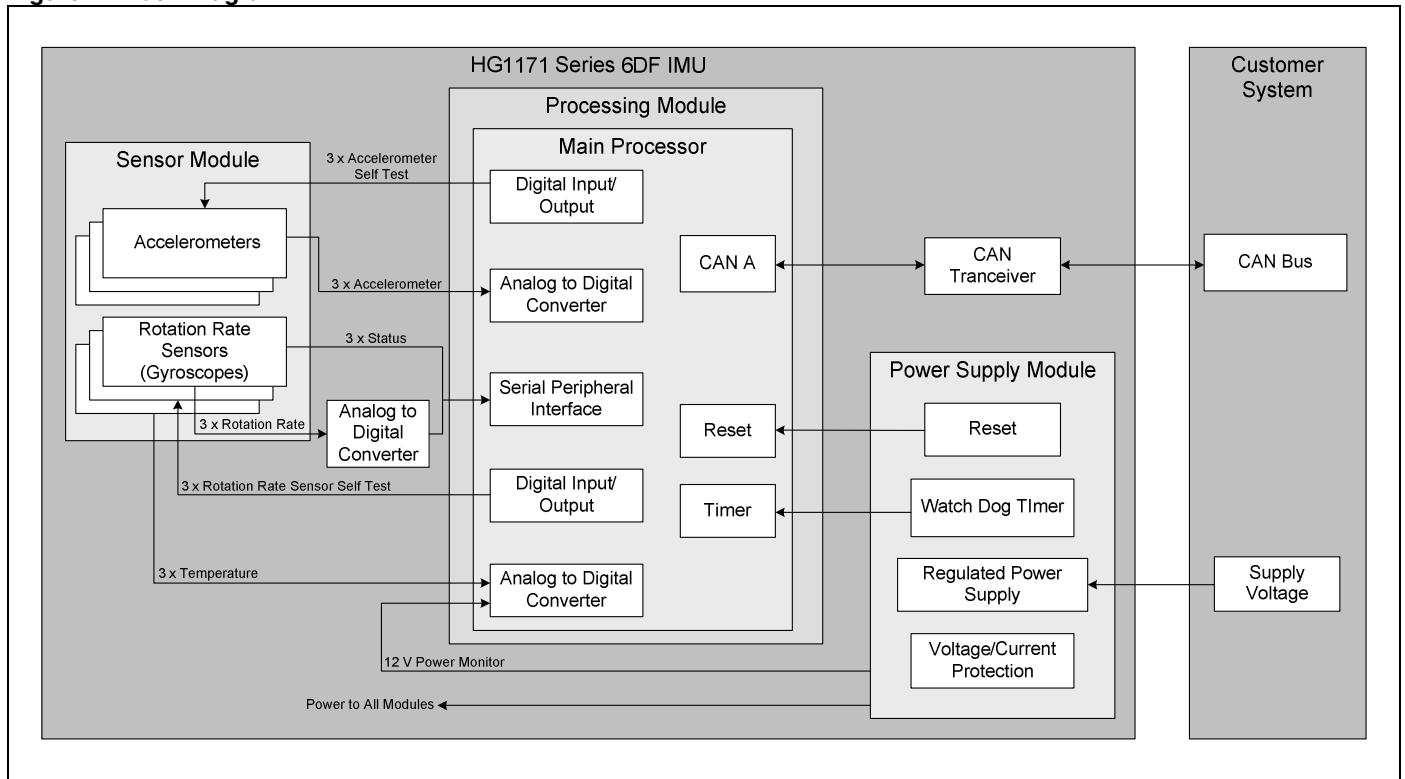 HG1171 Series 6DF IMU
Customer
System
Processing Module
Main Processor
Sensor Module
3 x Accelerometer
Self Test
Digital Input/
Output
Accelerometers
CAN A
CAN
Tranceiver
CAN Bus
3 x Accelerometer
Analog to Digital
Converter
Rotation Rate
Sensors
(Gyroscopes)
3 x Status
Power Supply Module
Serial Peripheral
Interface
Analog to
Digital
Converter
3 x Rotation Rate
Reset
Reset
3 x Rotation Rate Sensor Self Test
Digital Input/
Output
Timer
Watch Dog TImer
3 x Temperature
Analog to Digital
Converter
Regulated Power
Supply
Supply
Voltage
12 V Power Monitor
Voltage/Current
Protection
Power to All Modules